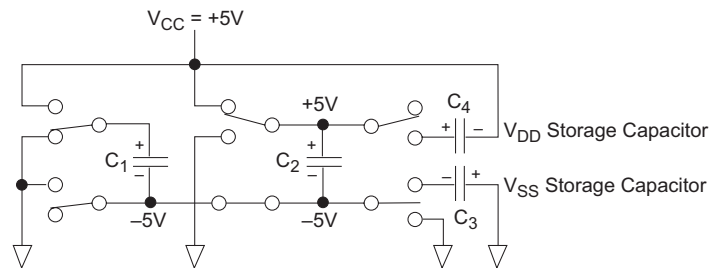 V_CC = +5V
+5V
C_4
+
+
+
+ –
V_DD Storage Capacitor
C_1
C_2
–
–
– +
V_SS Storage Capacitor
–5V
–5V
C_3